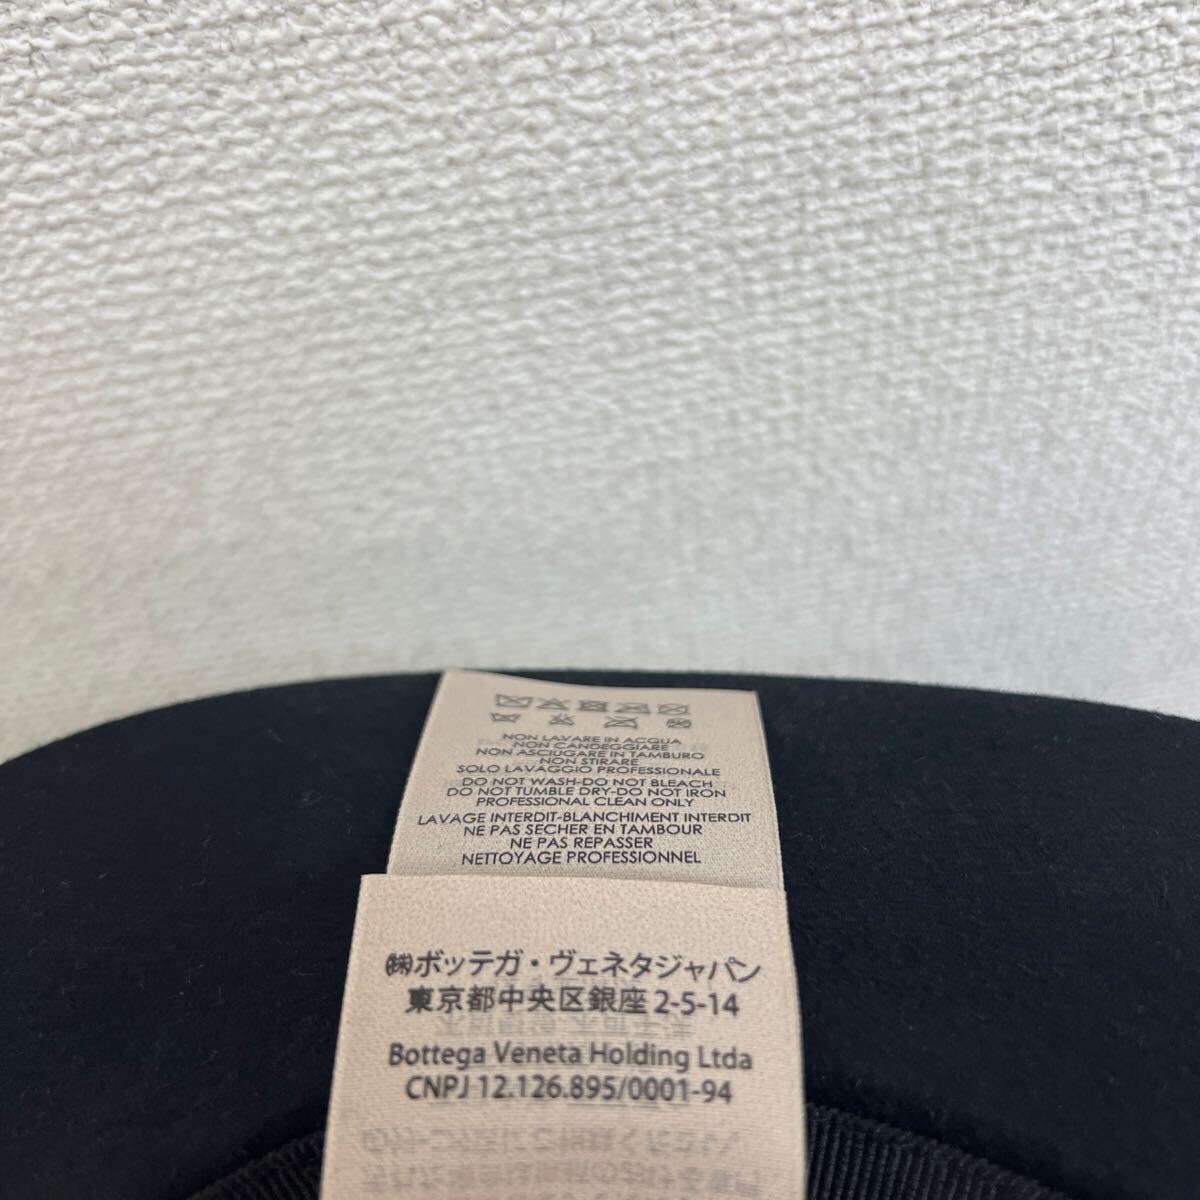 NON LAVARE IN ACQUA
NON CANDEGGIARE
NON ASCIUGARE IN TAMBURO
NON STIRARE
SOLO LAVAGGIO PROFESSIONALE
DO NOT WASH-DO NOT BLEACH
DO NOT TUMBLE DRY-DO NOT IRON
PROFESSIONAL CLEAN ONLY
LAVAGE INTERDIT-BLANCHIMENT INTERDIT
NE PAS SECHER EN TAMBOUR
NE PAS REPASSER
NETTOYAGE PROFESSIONNEL
㈱ボッテガ・ヴェネタジャパン
東京都中央区銀座 2-5-14
Bottega Veneta Holding Ltda
CNPJ 12.126.895/0001-94